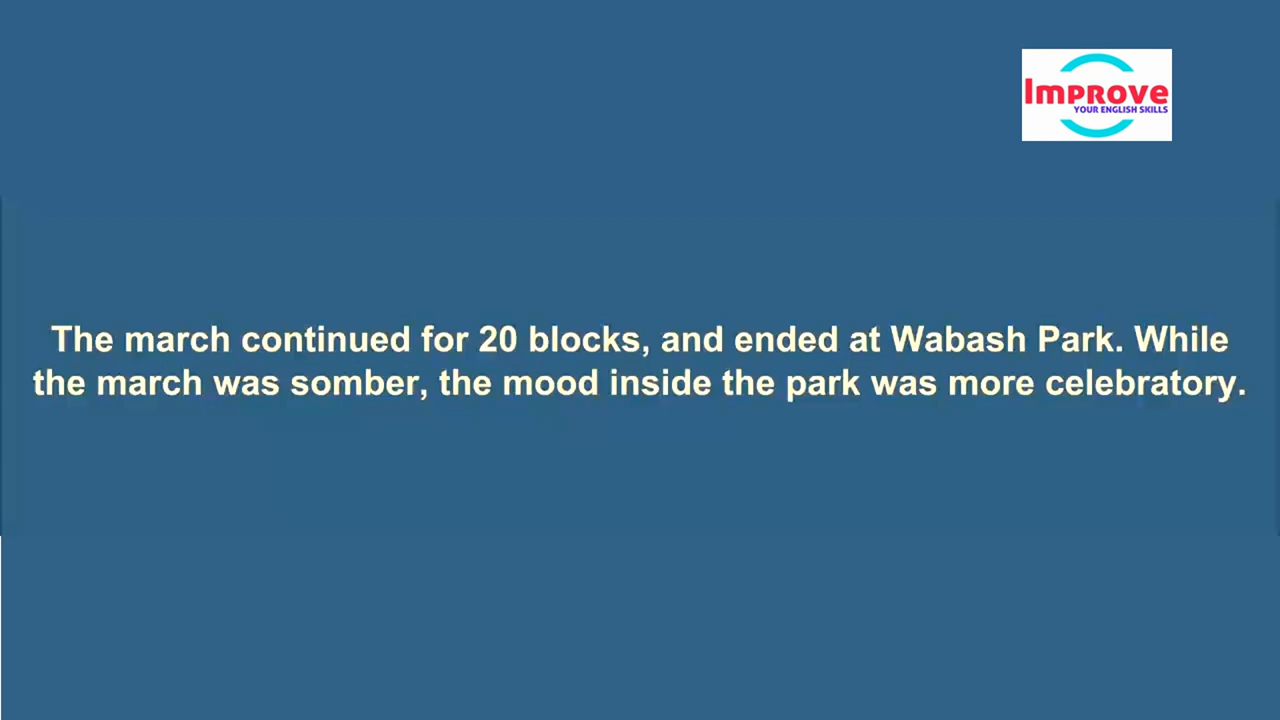 Improve
YOUR ENGLISH SKILLS
The march continued for 20 blocks, and ended at Wabash Park. While
the march was somber, the mood inside the park was more celebratory.